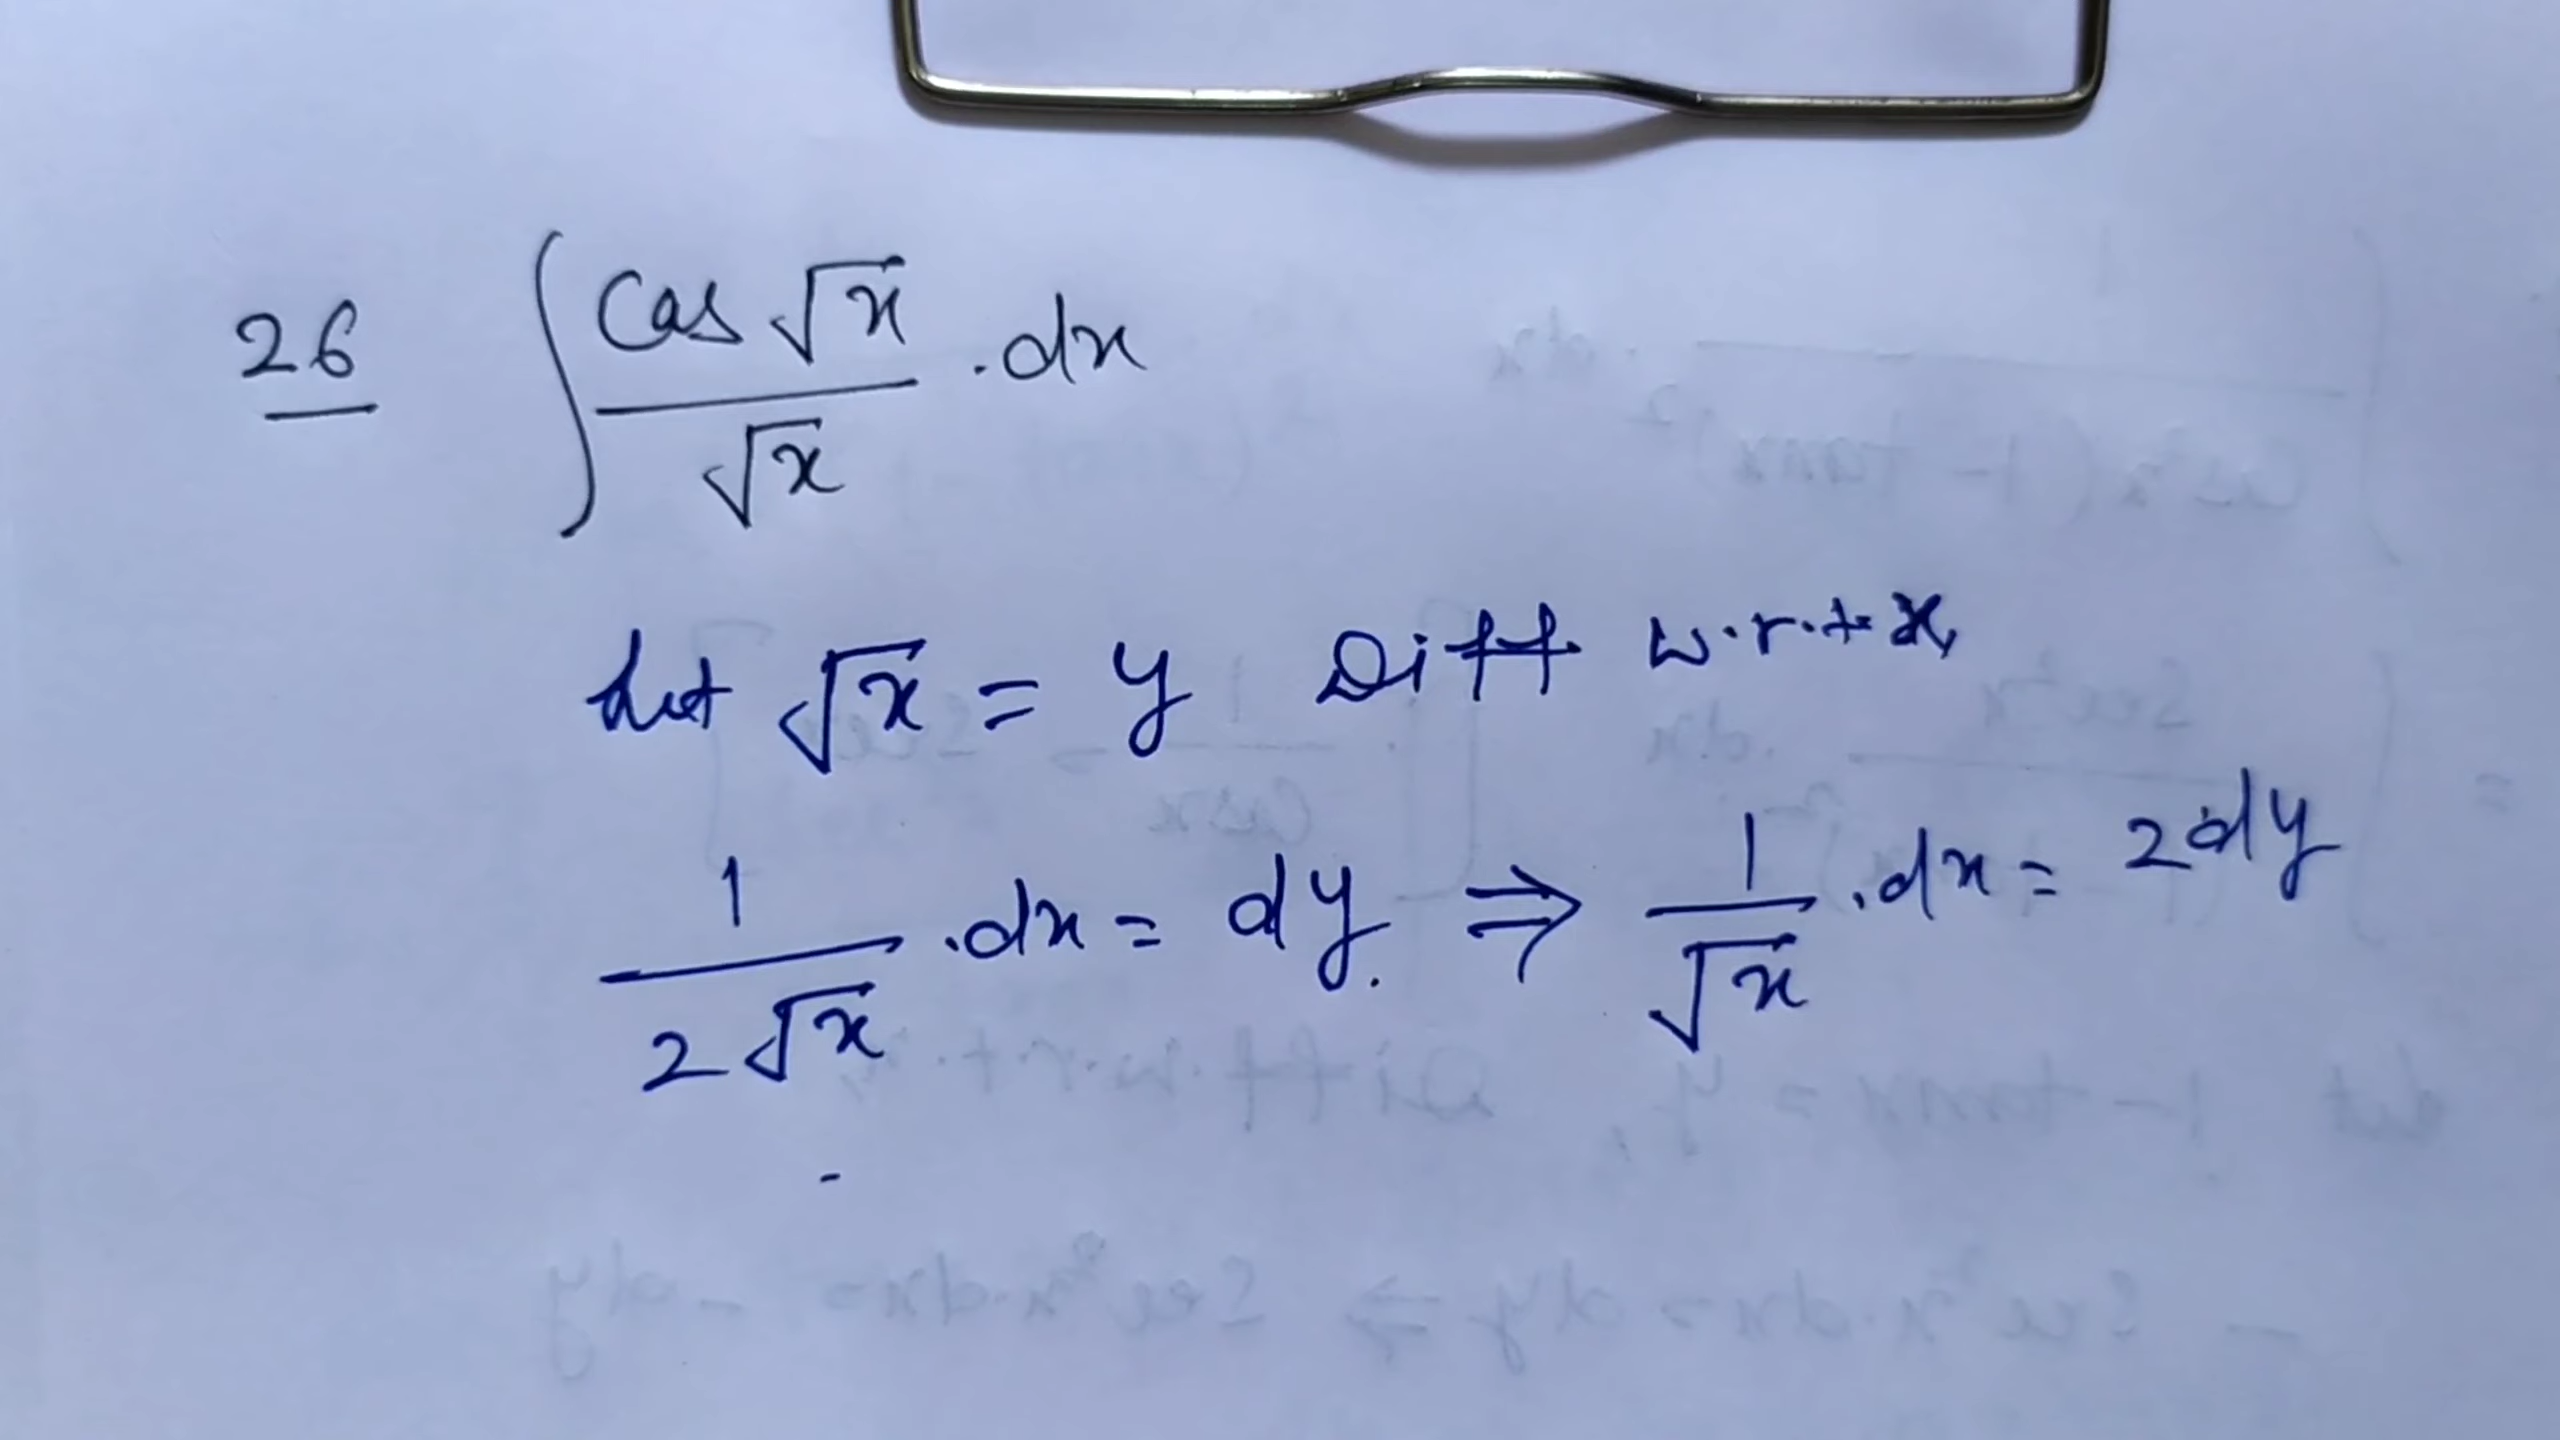 26 ∫ Cos √x / √x . dx
Let √x = y Diff w.r.t x,
1 / 2√x . dx = dy. ⇒ 1 / √x . dx = 2dy